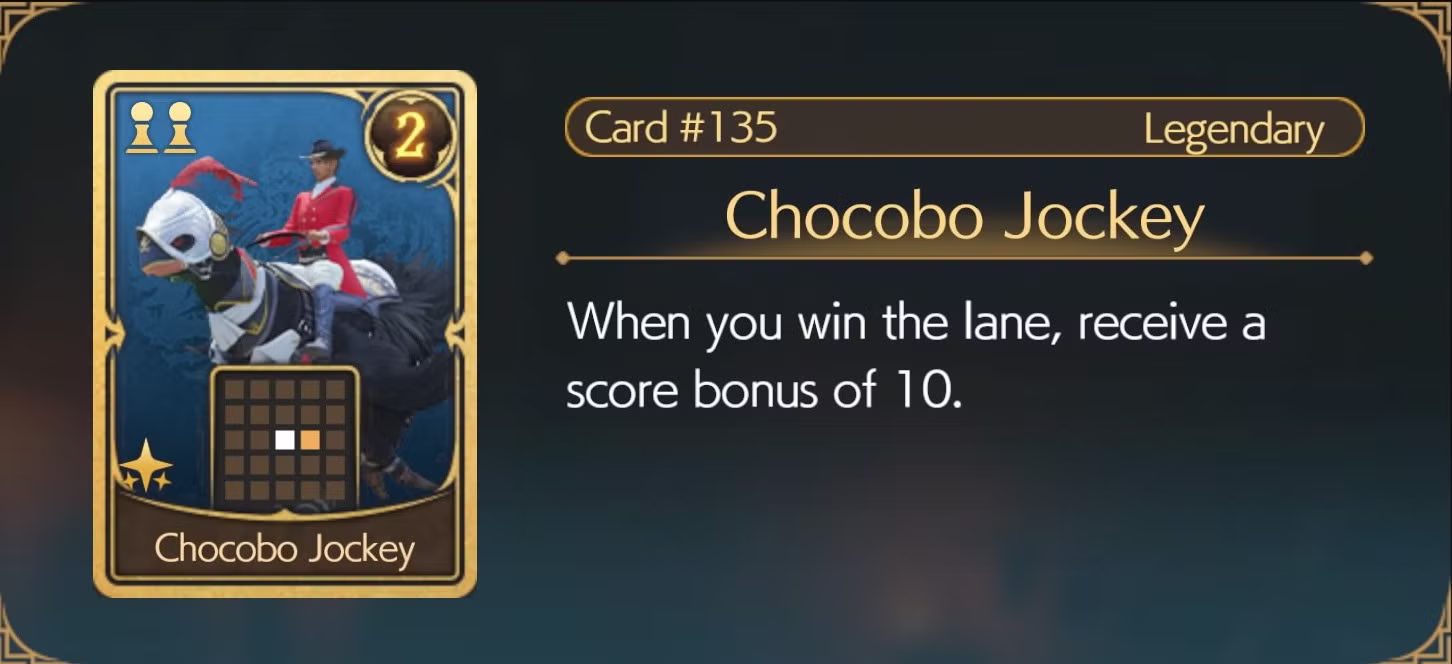 2
Chocobo Jockey
Card #135
Legendary
Chocobo Jockey
When you win the lane, receive a
score bonus of 10.